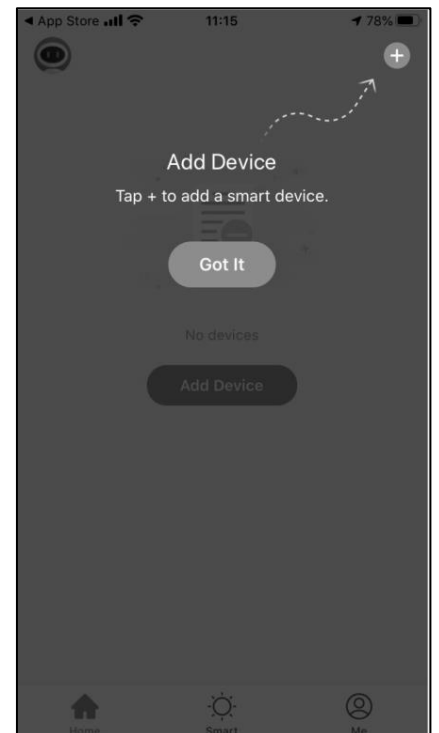 App Store 11:15 78%
Add Device
Tap + to add a smart device.
Got It
No devices
Add Device
Home Smart Me